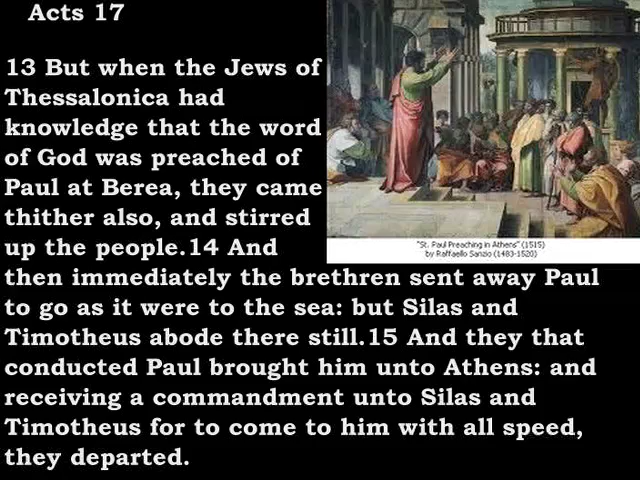 Acts 17
13 But when the Jews of
Thessalonica had
knowledge that the word
of God was preached of
Paul at Berea, they came
thither also, and stirred
up the people.14 And
then immediately the brethren sent away Paul
to go as it were to the sea: but Silas and
Timotheus abode there still.15 And they that
conducted Paul brought him unto Athens: and
receiving a commandment unto Silas and
Timotheus for to come to him with all speed,
they departed.
"St. Paul Preaching in Athens" (1515)
by Raffaello Sanzio (1483-1520)